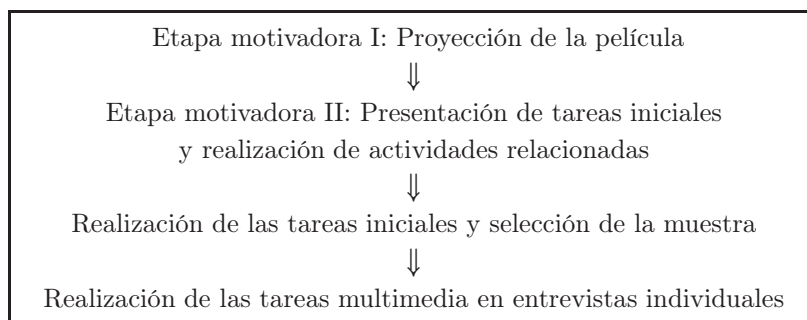 Etapa motivadora I: Proyección de la película
⇓
Etapa motivadora II: Presentación de tareas iniciales
y realización de actividades relacionadas
⇓
Realización de las tareas iniciales y selección de la muestra
⇓
Realización de las tareas multimedia en entrevistas individuales